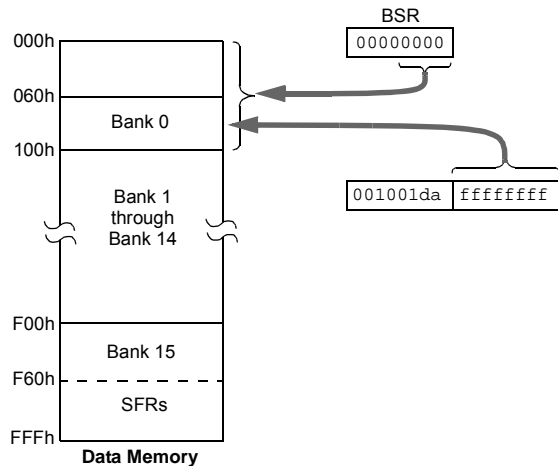 BSR
000h
00000000
060h
Bank 0
100h
Bank 1
through
Bank 14
001001da ffffffff
F00h
Bank 15
F60h
SFRs
FFFh
Data Memory